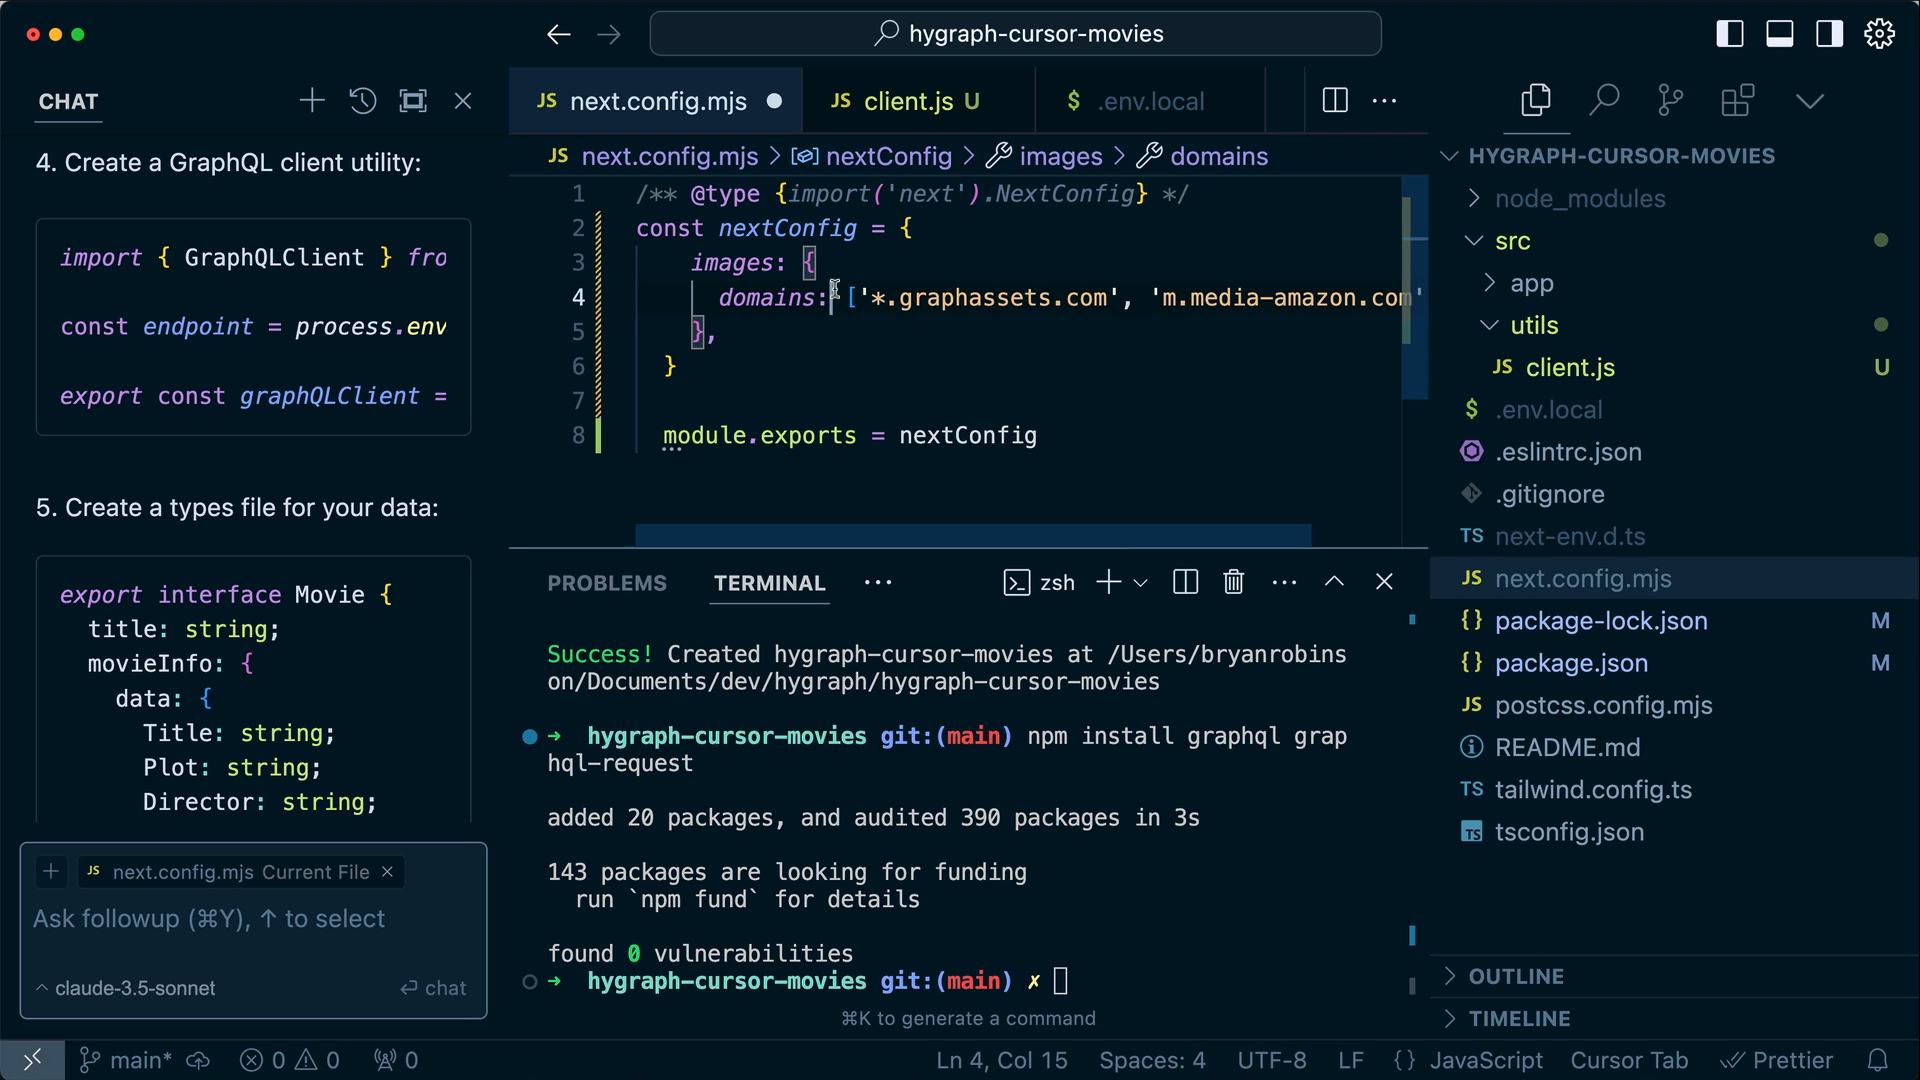 hygraph-cursor-movies
CHAT
4. Create a GraphQL client utility:
import { GraphQLClient } fro
const endpoint = process.env
export const graphQLClient =
5. Create a types file for your data:
export interface Movie {
title: string;
movieInfo: {
data: {
Title: string;
Plot: string;
Director: string;
JS next.config.mjs Current File
Ask followup (⌘Y), ↑ to select
claude-3.5-sonnet
chat
JS next.config.mjs
JS client.js U
$ .env.local
JS next.config.mjs > nextConfig > images > domains
1 /** @type {import('next').NextConfig} */
2 const nextConfig = {
3 images: {
4 domains: ['*.graphassets.com', 'm.media-amazon.com'
5 },
6 }
7
8 module.exports = nextConfig
PROBLEMS
TERMINAL
zsh
Success! Created hygraph-cursor-movies at /Users/bryanrobins
on/Documents/dev/hygraph/hygraph-cursor-movies
➜ hygraph-cursor-movies git:(main) npm install graphql grap
hql-request
added 20 packages, and audited 390 packages in 3s
143 packages are looking for funding
run `npm fund` for details
found 0 vulnerabilities
➜ hygraph-cursor-movies git:(main) ✗
⌘K to generate a command
HYGRAPH-CURSOR-MOVIES
node_modules
src
app
utils
JS client.js U
$ .env.local
.eslintrc.json
.gitignore
TS next-env.d.ts
JS next.config.mjs
{} package-lock.json M
{} package.json M
JS postcss.config.mjs
README.md
TS tailwind.config.ts
TS tsconfig.json
OUTLINE
TIMELINE
main* 0 0 0
Ln 4, Col 15 Spaces: 4 UTF-8 LF {} JavaScript Cursor Tab Prettier